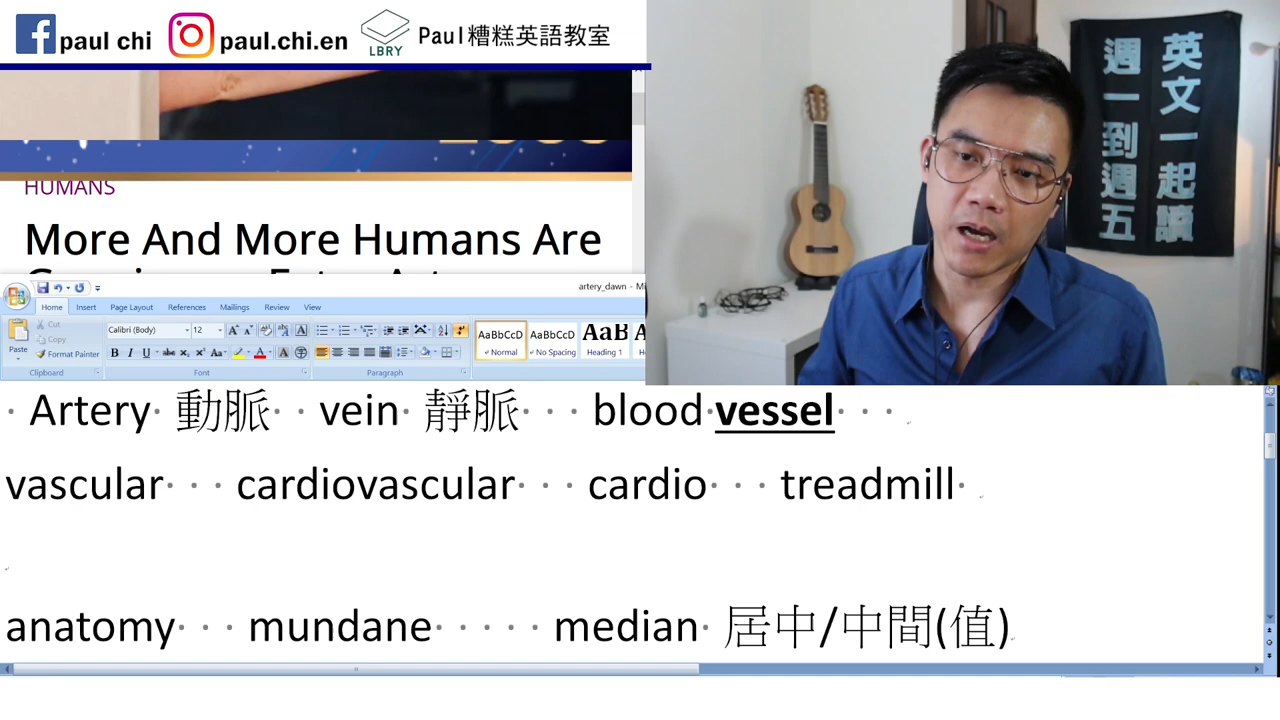 paul chi paul.chi.en LBRY Paul糟糕英語教室
英文一起讀
週一到週五
HUMANS
More And More Humans Are
artery_dawn - Mi
Home Insert Page Layout References Mailings Review View
Cut
Copy
Paste
Format Painter
Calibri (Body) 12
AaBbCcD AaBbCcD AaB
Normal No Spacing Heading 1
Clipboard Font Paragraph
Artery 動脈 vein 靜脈 blood vessel
vascular cardiovascular cardio treadmill
anatomy mundane median 居中/中間(值)